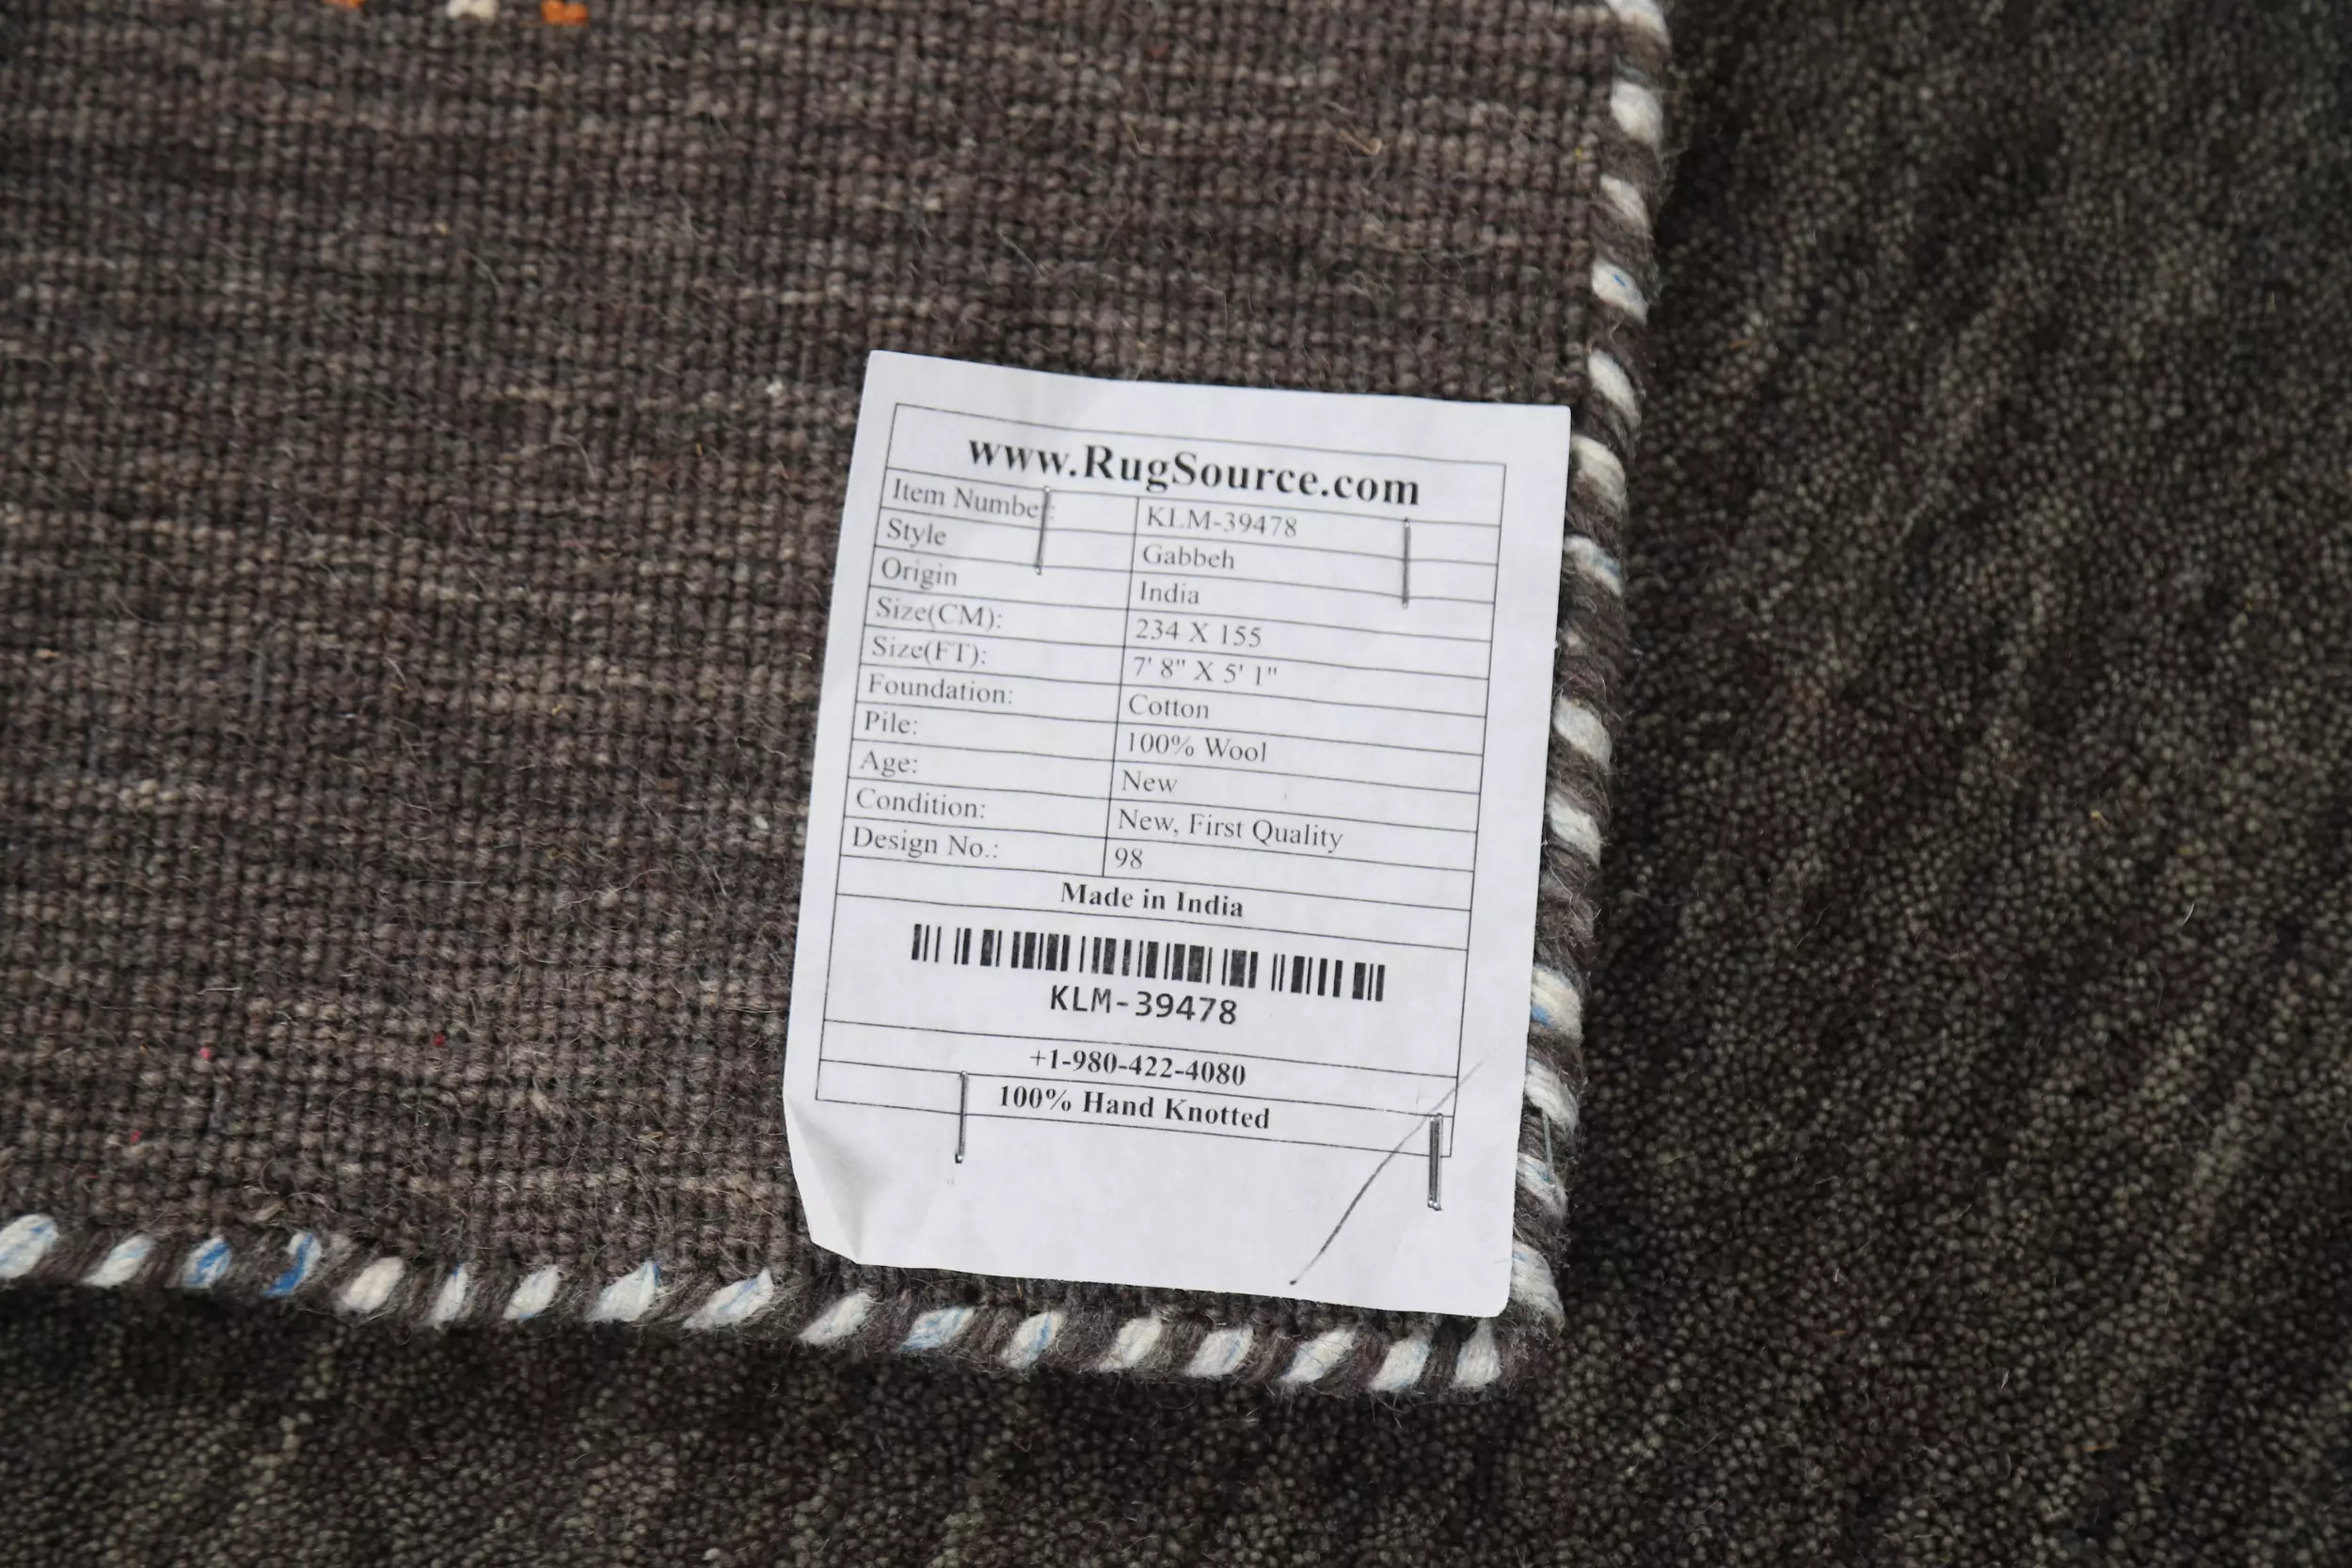 www.RugSource.com
Item Number: KLM-39478
Style Gabbeh
Origin India
Size(CM): 234 X 155
Size(FT): 7' 8" X 5' 1"
Foundation: Cotton
Pile: 100% Wool
Age: New
Condition: New, First Quality
Design No.: 98
Made in India
KLM-39478
+1-980-422-4080
100% Hand Knotted